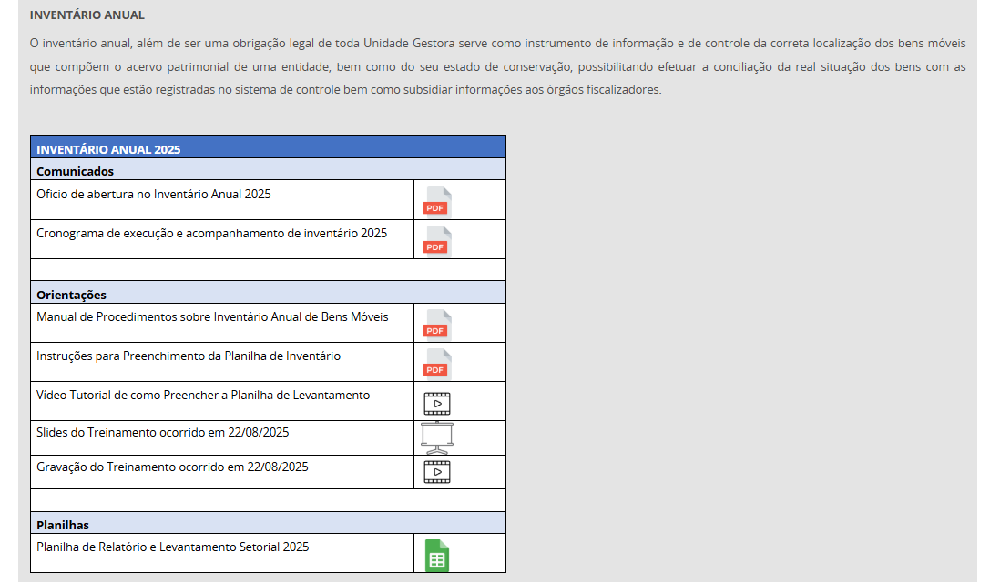 INVENTÁRIO ANUAL
O inventário anual, além de ser uma obrigação legal de toda Unidade Gestora serve como instrumento de informação e de controle da correta localização dos bens móveis
que compõem o acervo patrimonial de uma entidade, bem como do seu estado de conservação, possibilitando efetuar a conciliação da real situação dos bens com as
informações que estão registradas no sistema de controle bem como subsidiar informações aos órgãos fiscalizadores.
INVENTÁRIO ANUAL 2025
Comunicados
Oficio de abertura no Inventário Anual 2025
PDF
Cronograma de execução e acompanhamento de inventário 2025
PDF
Orientações
Manual de Procedimentos sobre Inventário Anual de Bens Móveis
PDF
Instruções para Preenchimento da Planilha de Inventário
PDF
Vídeo Tutorial de como Preencher a Planilha de Levantamento
Slides do Treinamento ocorrido em 22/08/2025
Gravação do Treinamento ocorrido em 22/08/2025
Planilhas
Planilha de Relatório e Levantamento Setorial 2025